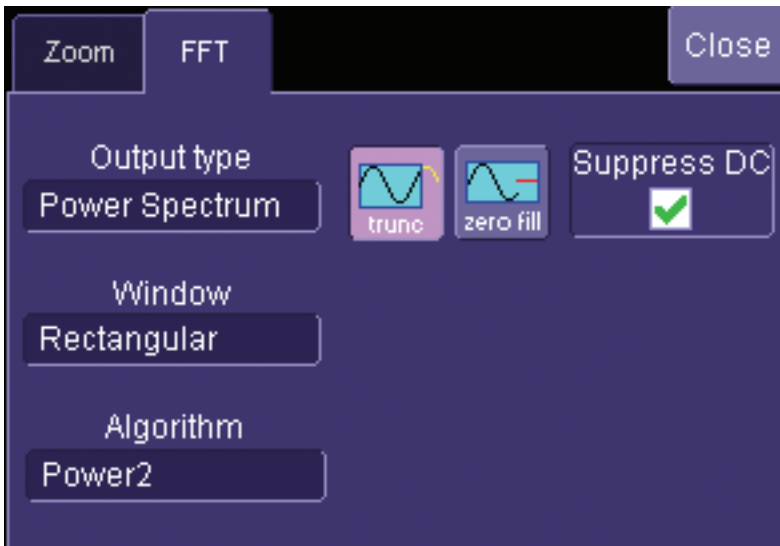 Zoom
FFT
Close
Output type
Power Spectrum
trunc
zero fill
Suppress DC
Window
Rectangular
Algorithm
Power2